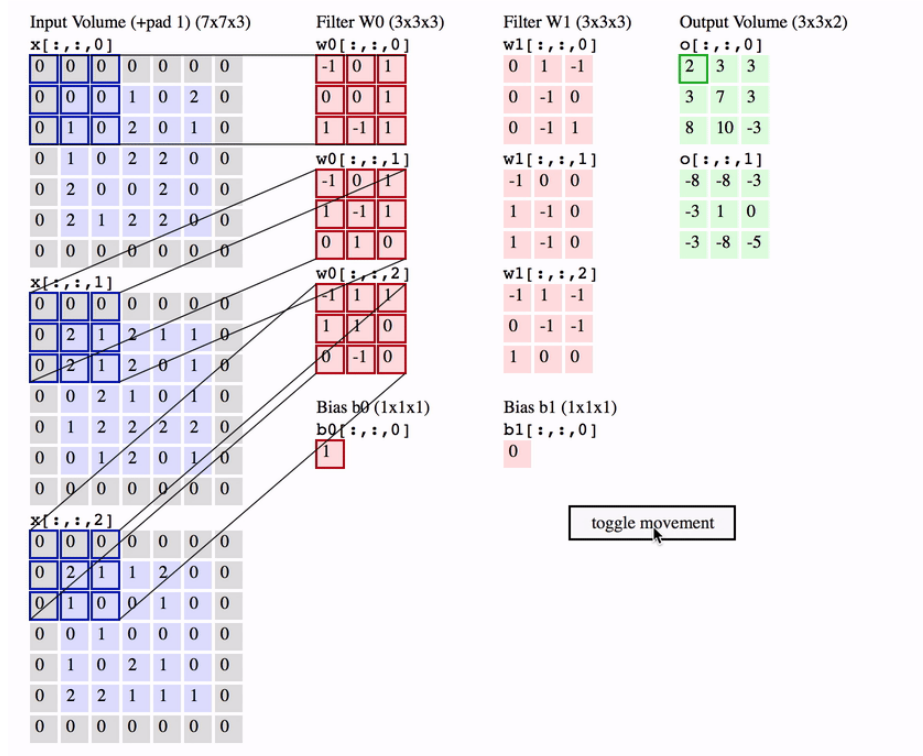 Input Volume (+pad 1) (7x7x3)
x[:,:,0]
0 0 0 0 0 0 0
0 0 0 1 0 2 0
0 1 0 2 0 1 0
0 1 0 2 2 0 0
0 2 0 0 2 0 0
0 2 1 2 2 0 0
0 0 0 0 0 0 0
x[:,:,1]
0 0 0 0 0 0 0
0 2 1 2 1 1 0
0 2 1 2 0 1 0
0 0 2 1 0 1 0
0 1 2 2 2 2 0
0 0 1 2 0 1 0
0 0 0 0 0 0 0
x[:,:,2]
0 0 0 0 0 0 0
0 2 1 1 2 0 0
0 1 0 0 1 0 0
0 0 1 0 0 0 0
0 1 0 2 1 0 0
0 2 2 1 1 1 0
0 0 0 0 0 0 0
Filter W0 (3x3x3)
w0[:,:,0]
-1 0 1
0 0 1
1 -1 1
w0[:,:,1]
-1 0 1
1 -1 1
0 1 0
w0[:,:,2]
-1 1 1
1 1 0
0 -1 0
Bias b0 (1x1x1)
b0[:,:,0]
1
Filter W1 (3x3x3)
w1[:,:,0]
0 1 -1
0 -1 0
0 -1 1
w1[:,:,1]
-1 0 0
1 -1 0
1 -1 0
w1[:,:,2]
-1 1 -1
0 -1 -1
1 0 0
Bias b1 (1x1x1)
b1[:,:,0]
0
Output Volume (3x3x2)
o[:,:,0]
2 3 3
3 7 3
8 10 -3
o[:,:,1]
-8 -8 -3
-3 1 0
-3 -8 -5
toggle movement